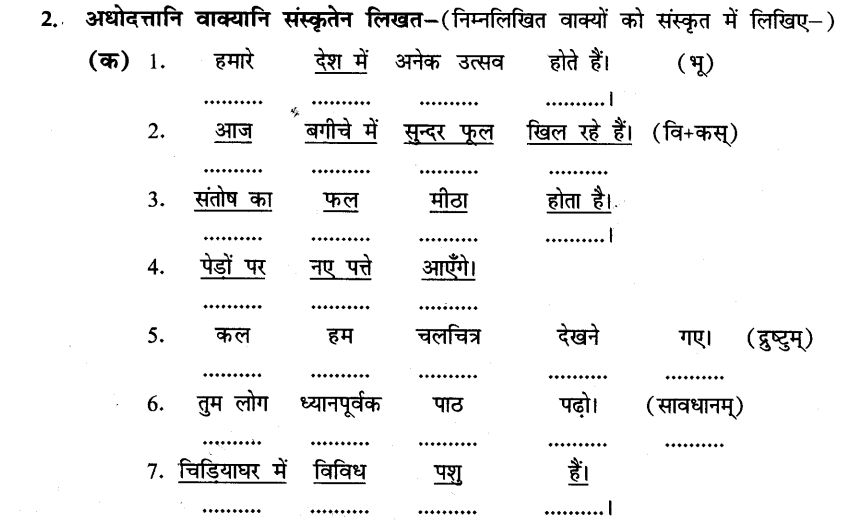 2. अधोदत्तानि वाक्यानि संस्कृतेन लिखत–(निम्नलिखित वाक्यों को संस्कृत में लिखिए–)
(क) 1. हमारे देश में अनेक उत्सव होते हैं। (भू)
.......... .......... .......... ..........।
2. आज बगीचे में सुन्दर फूल खिल रहे हैं। (वि+कस्)
.......... .......... .......... ..........
3. संतोष का फल मीठा होता है।
.......... .......... .......... ..........।
4. पेड़ों पर नए पत्ते आएँगे।
.......... .......... ..........
5. कल हम चलचित्र देखने गए। (द्रुष्टुम्)
.......... .......... .......... .......... ..........
6. तुम लोग ध्यानपूर्वक पाठ पढ़ो। (सावधानम्)
.......... .......... .......... .......... ..........
7. चिड़ियाघर में विविध पशु हैं।
.......... .......... .......... ..........।